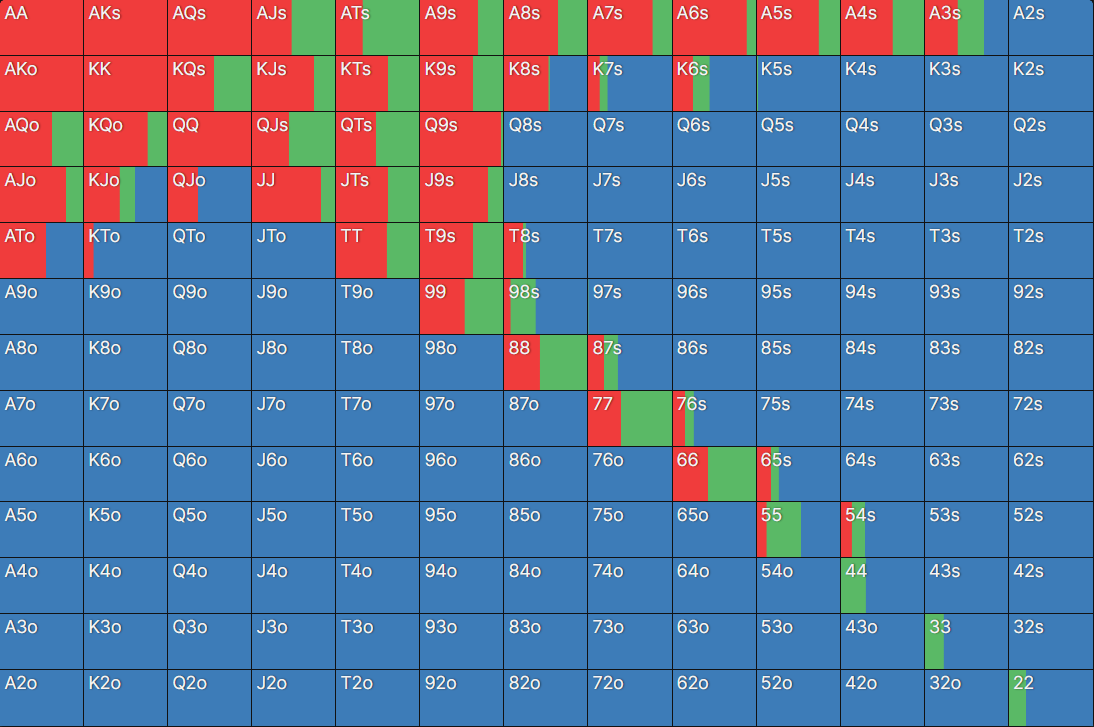 AA AKs AQs AJs ATs A9s A8s A7s A6s A5s A4s A3s A2s
AKo KK KQs KJs KTs K9s K8s K7s K6s K5s K4s K3s K2s
AQo KQo QQ QJs QTs Q9s Q8s Q7s Q6s Q5s Q4s Q3s Q2s
AJo KJo QJo JJ JTs J9s J8s J7s J6s J5s J4s J3s J2s
ATo KTo QTo JTo TT T9s T8s T7s T6s T5s T4s T3s T2s
A9o K9o Q9o J9o T9o 99 98s 97s 96s 95s 94s 93s 92s
A8o K8o Q8o J8o T8o 98o 88 87s 86s 85s 84s 83s 82s
A7o K7o Q7o J7o T7o 97o 87o 77 76s 75s 74s 73s 72s
A6o K6o Q6o J6o T6o 96o 86o 76o 66 65s 64s 63s 62s
A5o K5o Q5o J5o T5o 95o 85o 75o 65o 55 54s 53s 52s
A4o K4o Q4o J4o T4o 94o 84o 74o 64o 54o 44 43s 42s
A3o K3o Q3o J3o T3o 93o 83o 73o 63o 53o 43o 33 32s
A2o K2o Q2o J2o T2o 92o 82o 72o 62o 52o 42o 32o 22